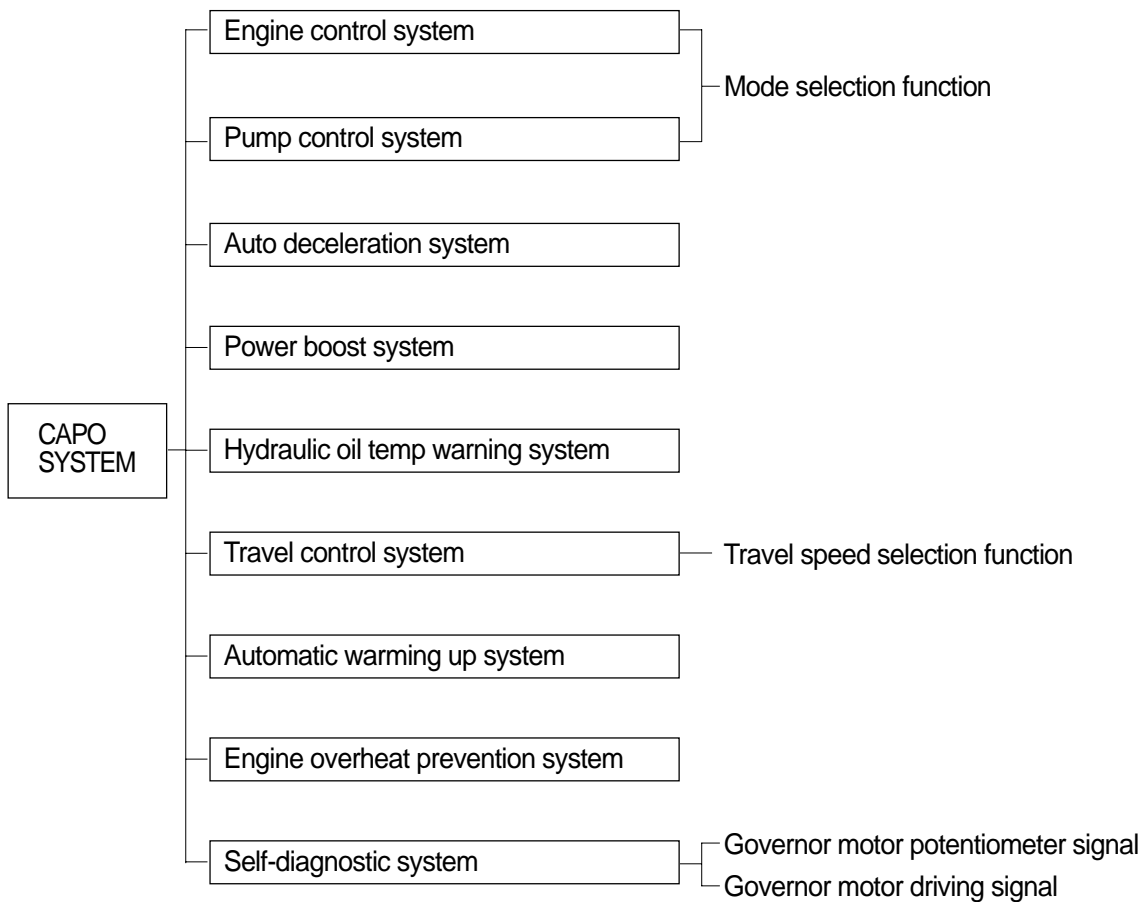 Engine control system
Mode selection function
Pump control system
Auto deceleration system
Power boost system
CAPO
SYSTEM
Hydraulic oil temp warning system
Travel control system
Travel speed selection function
Automatic warming up system
Engine overheat prevention system
Self-diagnostic system
Governor motor potentiometer signal
Governor motor driving signal